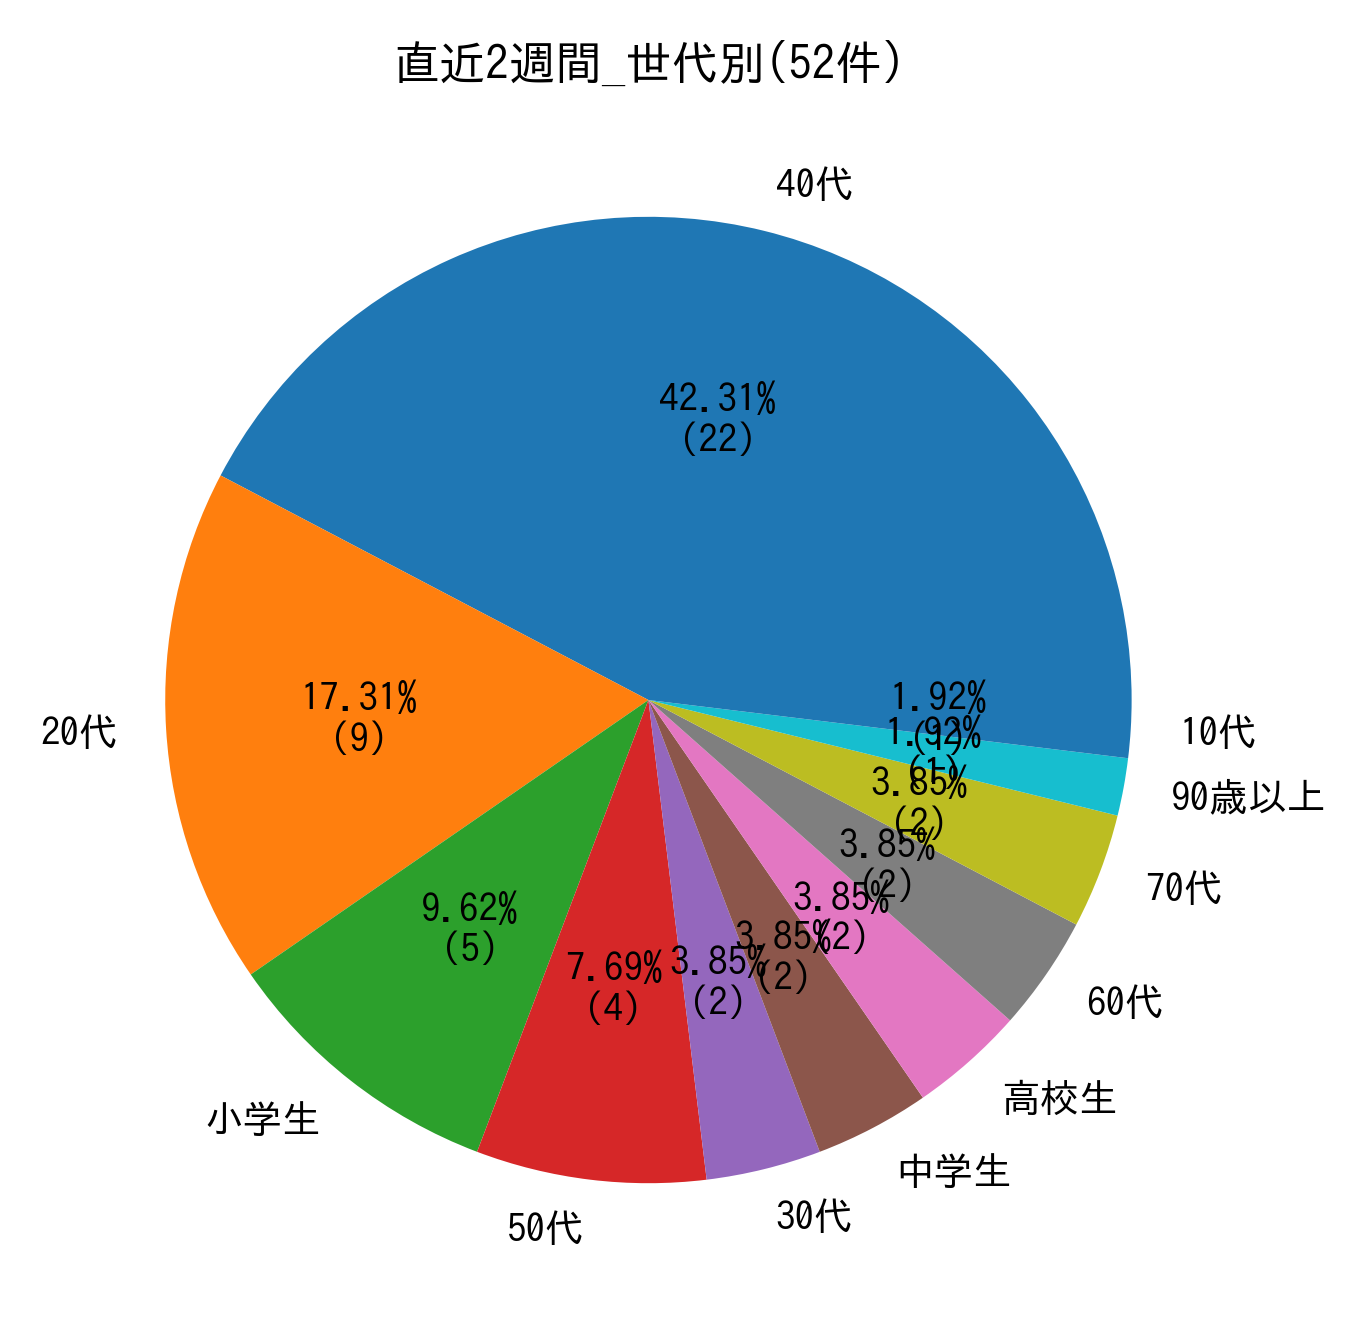 直近2週間_世代別(52件)
40代
42.31%
(22)
20代
17.31%
(9)
小学生
9.62%
(5)
50代
7.69%
(4)
30代
3.85%
(2)
中学生
3.85%
(2)
高校生
3.85%
(2)
60代
3.85%
(2)
70代
3.85%
(2)
90歳以上
1.92%
(1)
10代
1.92%
(1)